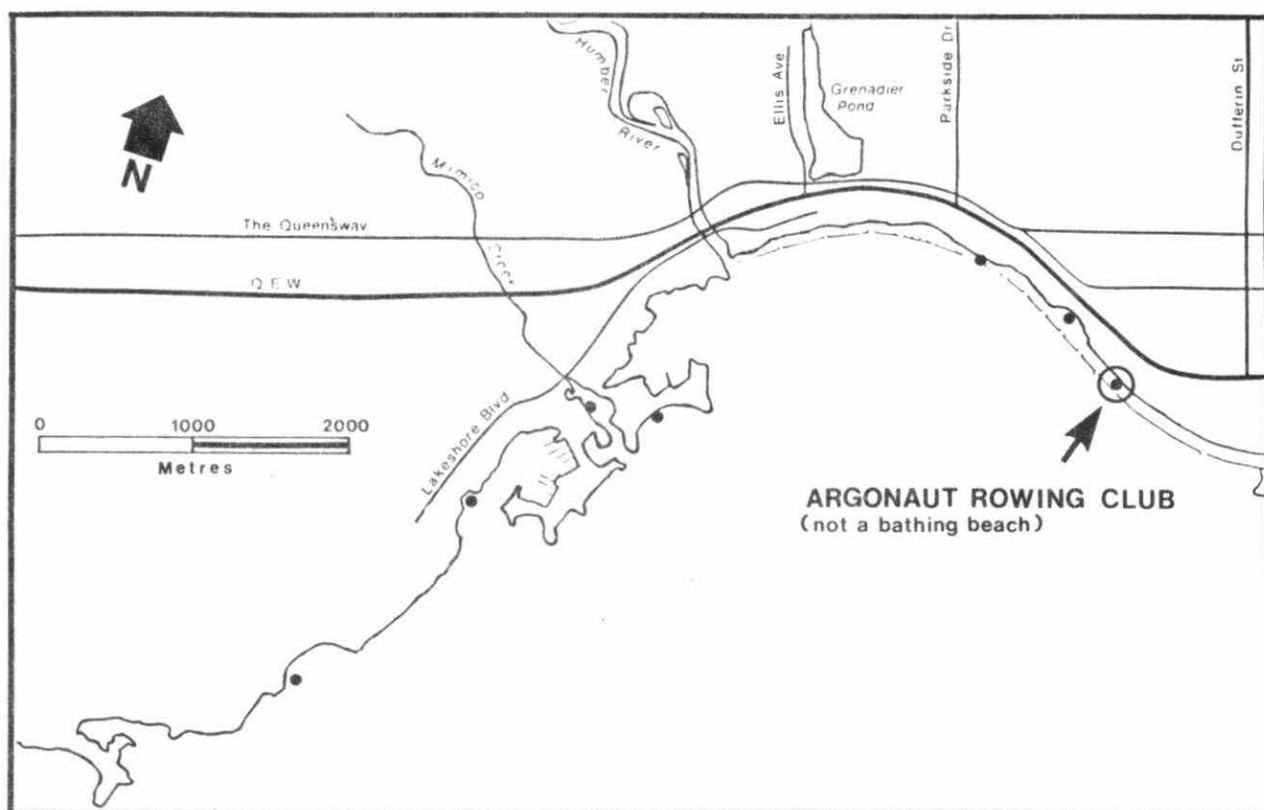 Humber
River
Ellis Ave
Grenadier
Pond
Parkside Dr
Dufferin St
N
Mimico
Creek
The Queensway
Q.E.W
Lakeshore Blvd
0 1000 2000
Metres
ARGONAUT ROWING CLUB
(not a bathing beach)